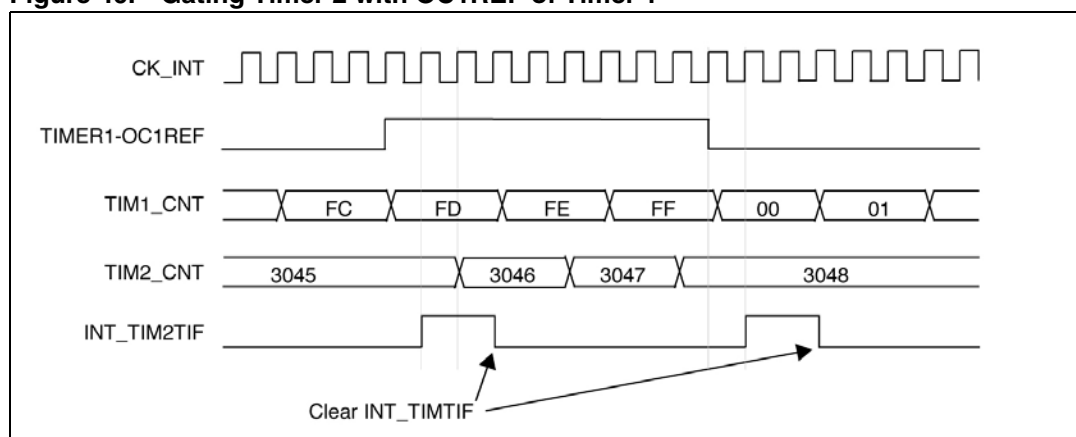 CK_INT
TIMER1-OC1REF
TIM1_CNT FC FD FE FF 00 01
TIM2_CNT 3045 3046 3047 3048
INT_TIM2TIF
Clear INT_TIMTIF